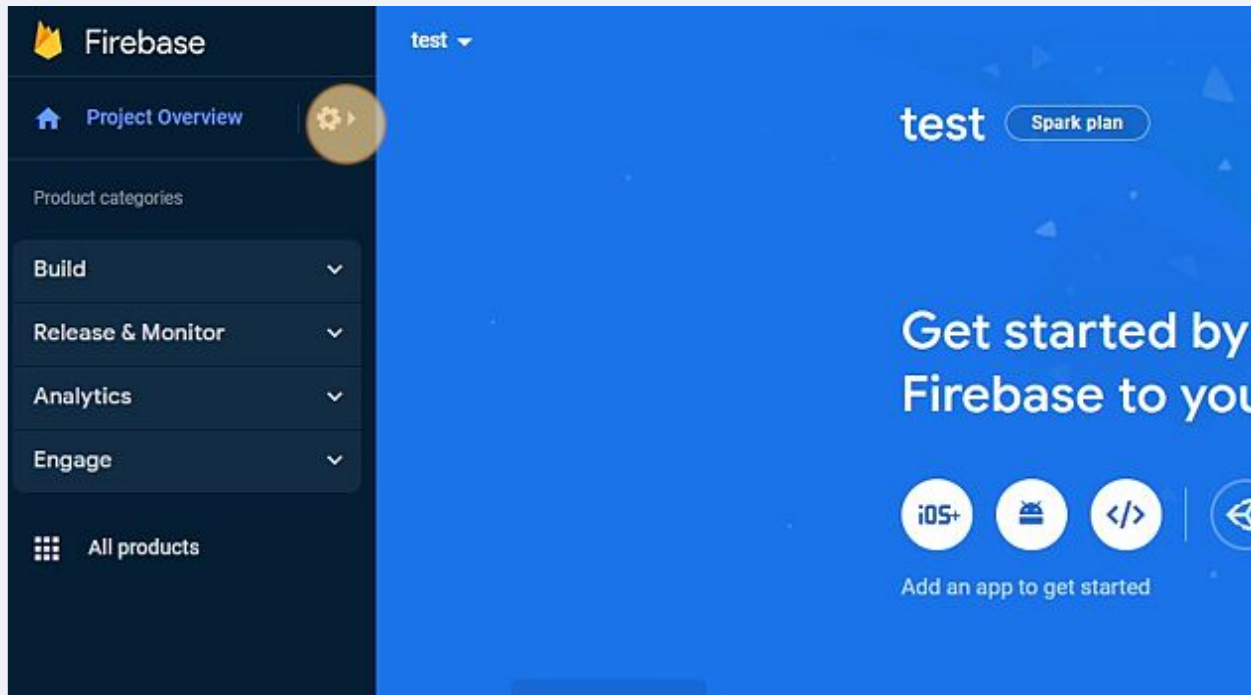 Firebase
test
Project Overview
test
Spark plan
Product categories
Build
Release & Monitor
Analytics
Engage
All products
Get started by
Firebase to you
iOS+
</>
Add an app to get started